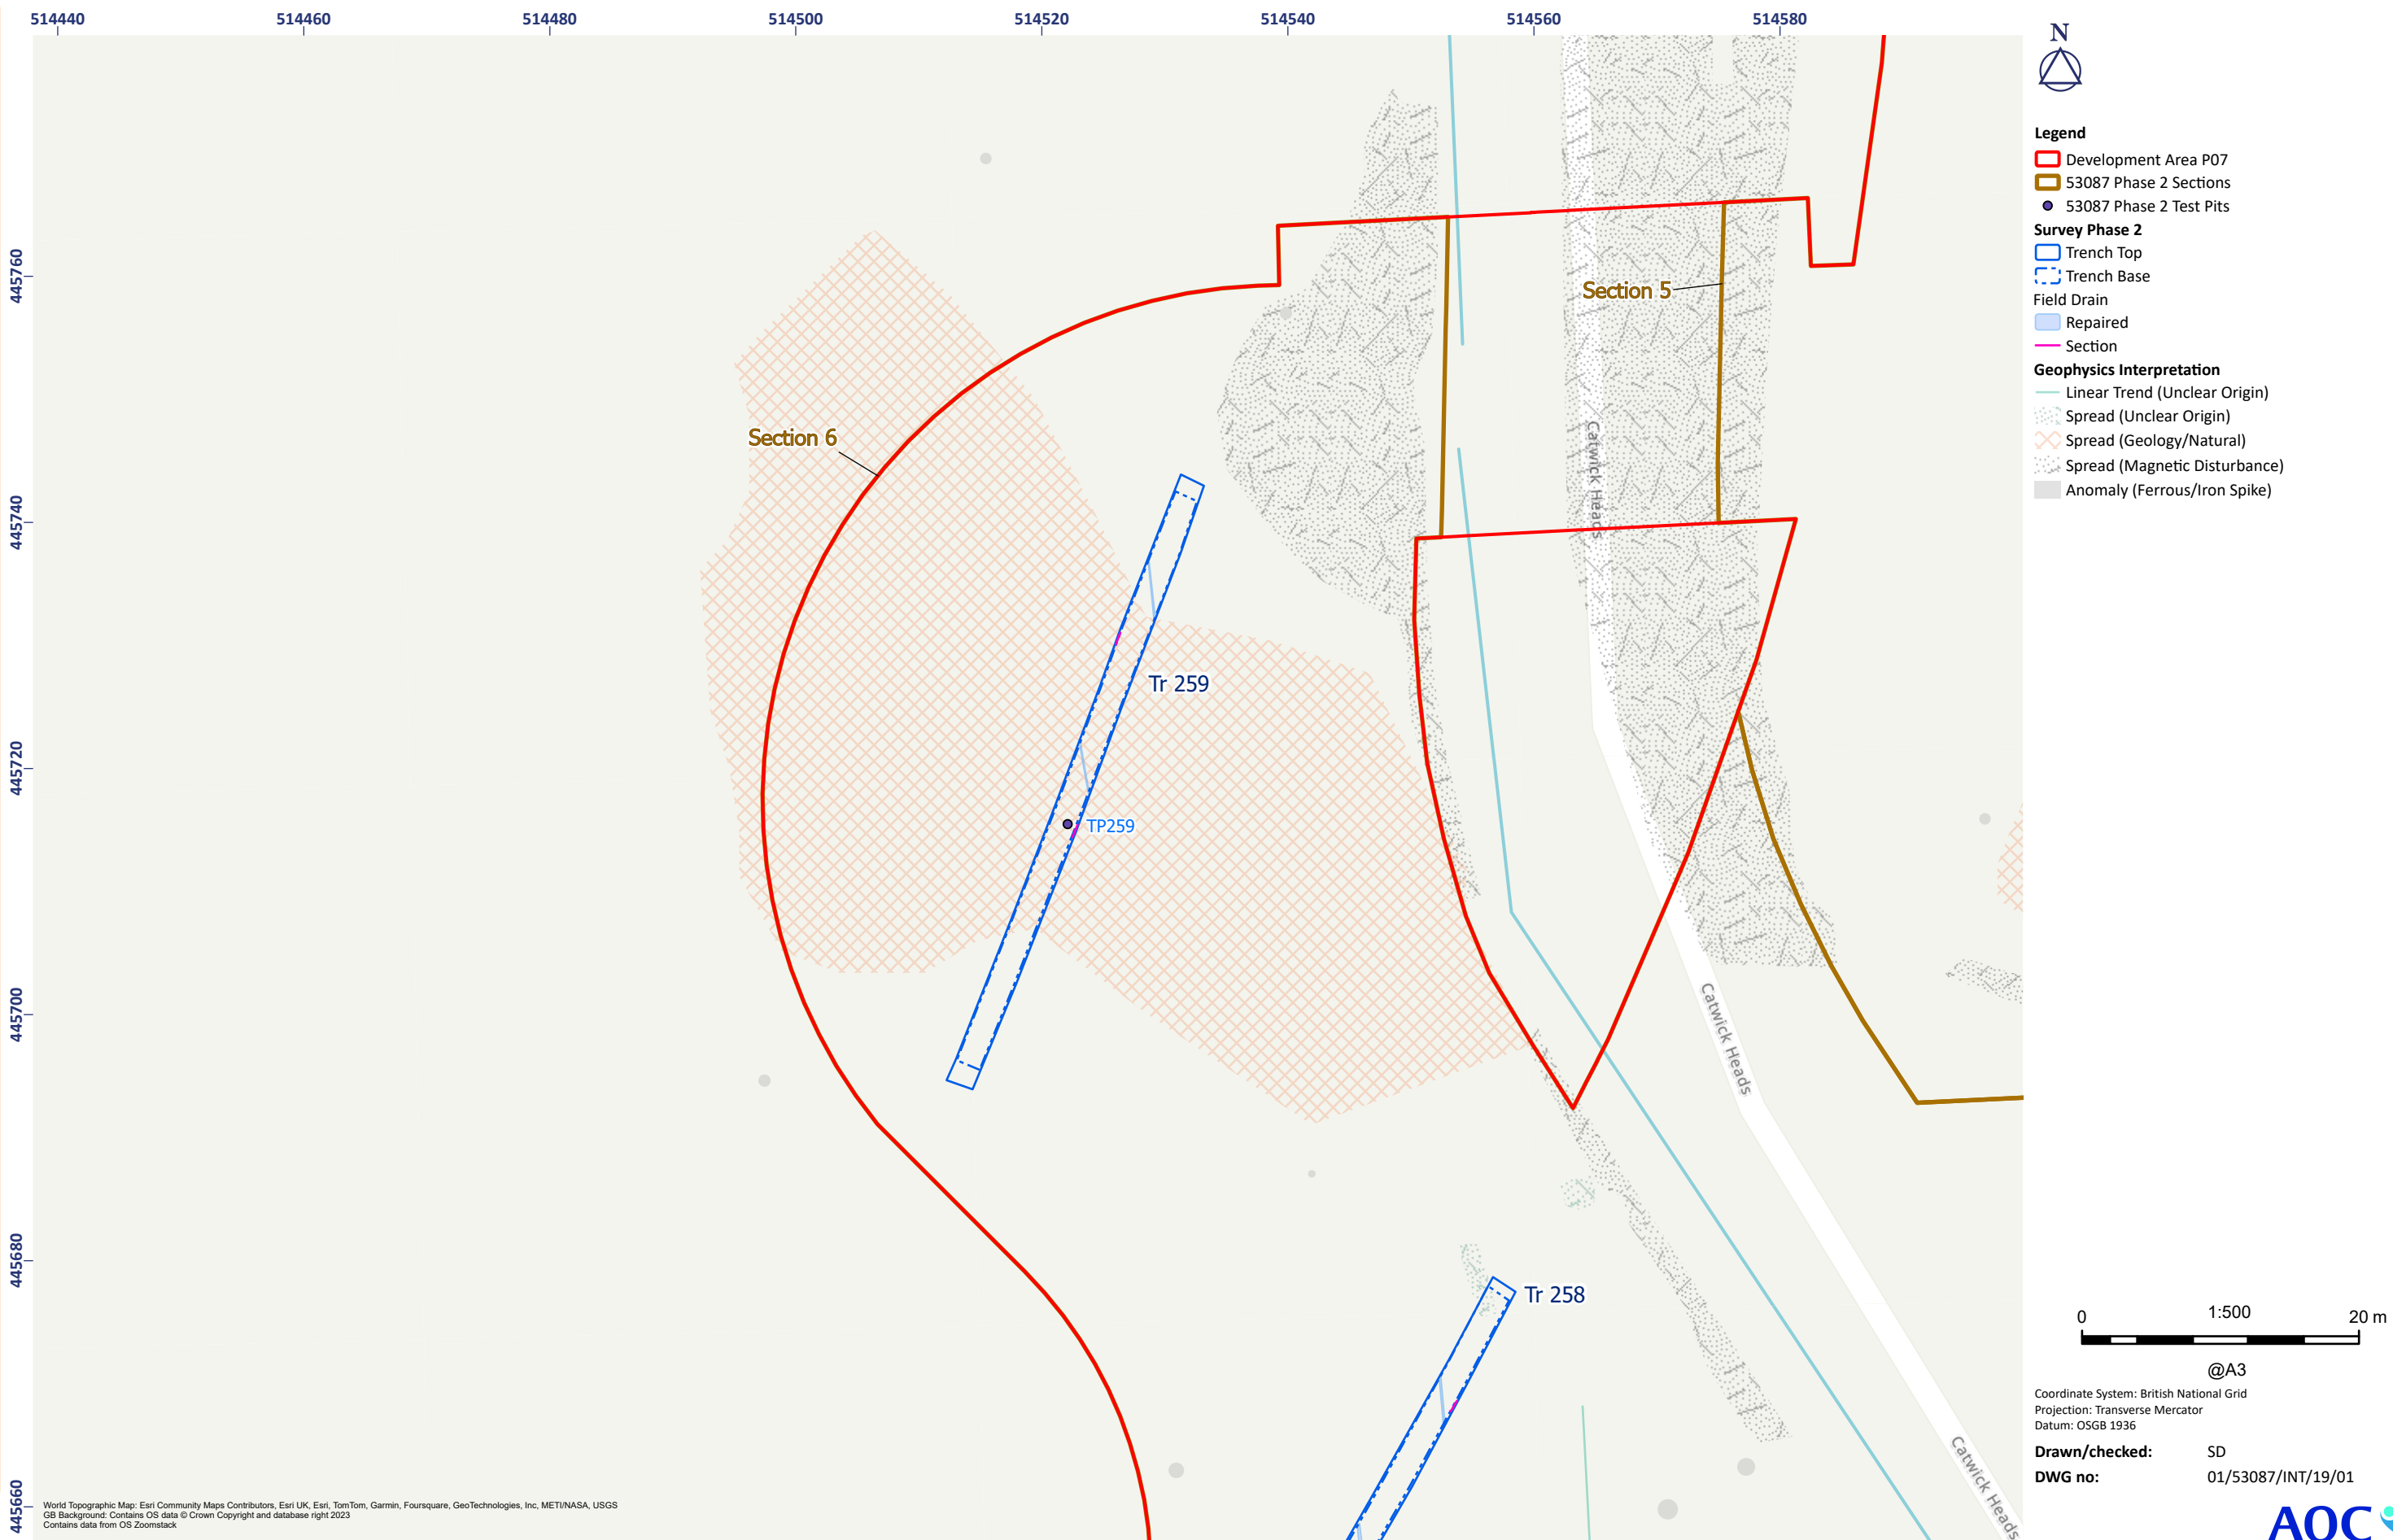 514440 514460 514480 514500 514520 514540 514560 514580
445760
445740
445720
445700
445680
445660
Section 5
Section 6
Catwick Heads
Tr 259
TP259
Catwick Heads
Tr 258
Catwick Heads
World Topographic Map: Esri Community Maps Contributors, Esri UK, Esri, TomTom, Garmin, Foursquare, GeoTechnologies, Inc, METI/NASA, USGS
GB Background: Contains OS data © Crown Copyright and database right 2023
Contains data from OS Zoomstack
N
Legend
Development Area P07
53087 Phase 2 Sections
53087 Phase 2 Test Pits
Survey Phase 2
Trench Top
Trench Base
Field Drain
Repaired
Section
Geophysics Interpretation
Linear Trend (Unclear Origin)
Spread (Unclear Origin)
Spread (Geology/Natural)
Spread (Magnetic Disturbance)
Anomaly (Ferrous/Iron Spike)
0 1:500 20 m
@A3
Coordinate System: British National Grid
Projection: Transverse Mercator
Datum: OSGB 1936
Drawn/checked: SD
DWG no: 01/53087/INT/19/01
AOC